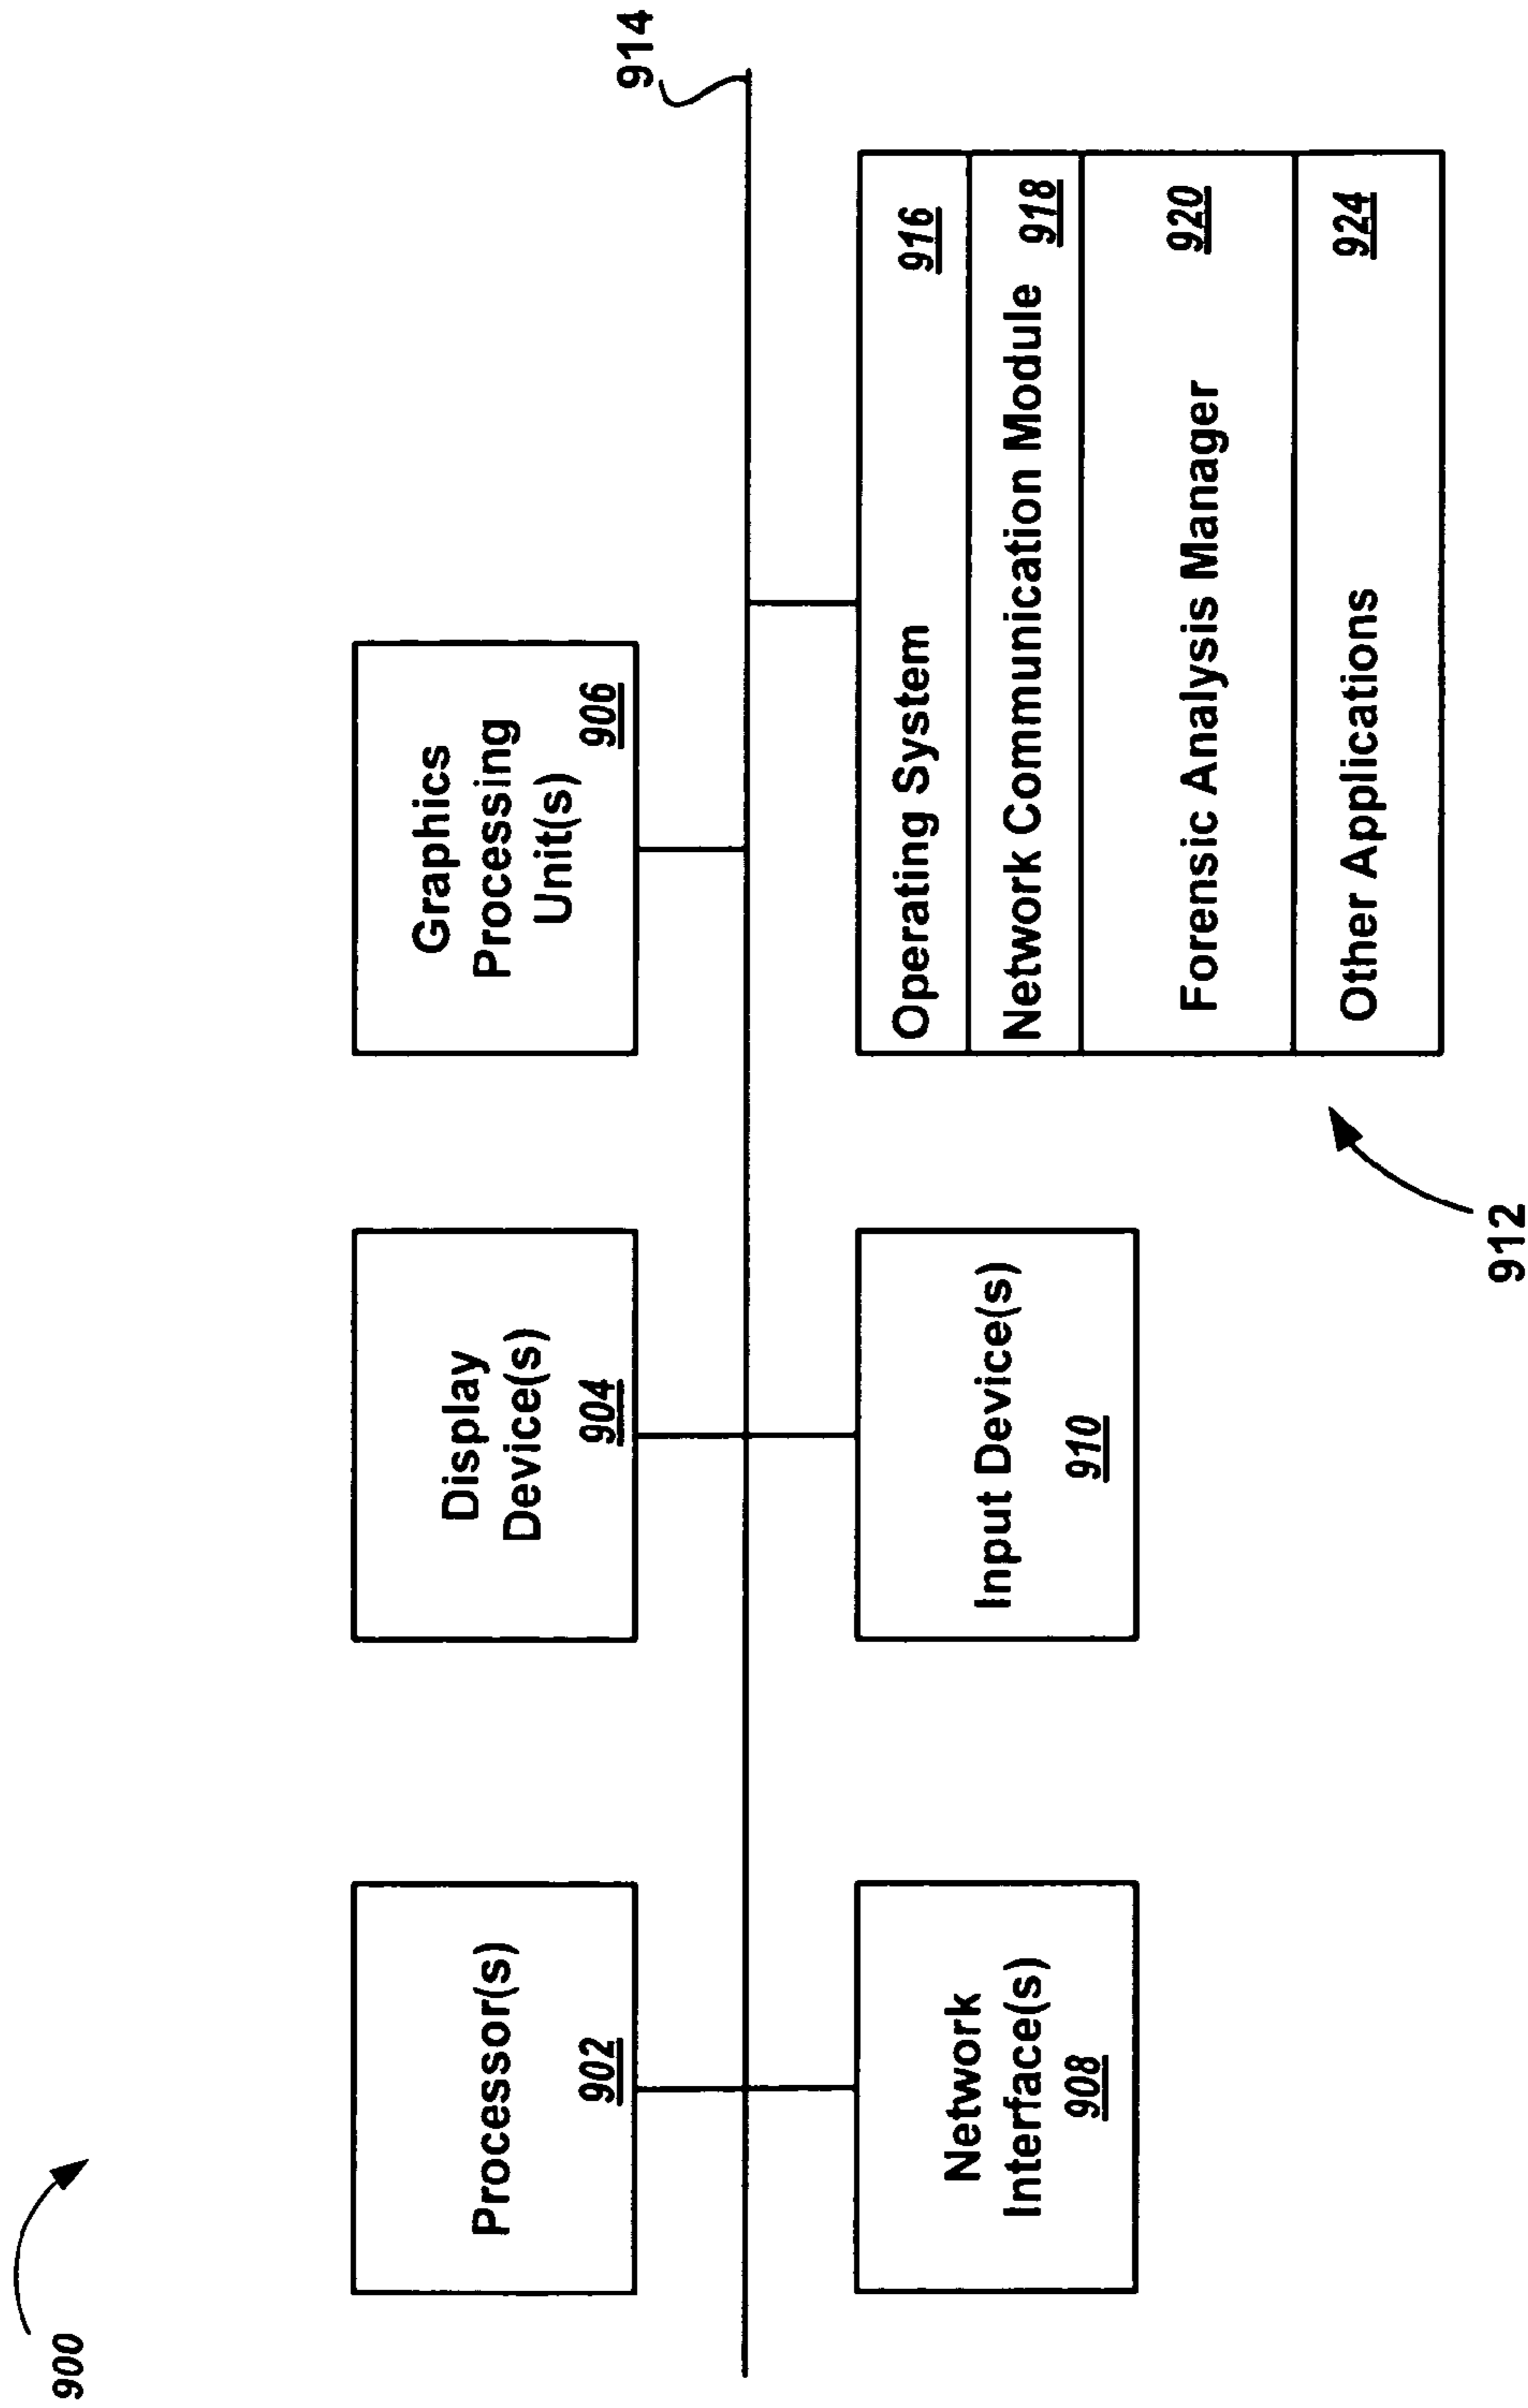 900
Processor(s)
902
Display
Device(s)
904
Graphics
Processing
Unit(s)
906
914
Network
Interface(s)
908
Input Device(s)
910
Operating System 916
Network Communication Module 918
Forensic Analysis Manager 920
Other Applications 924
912